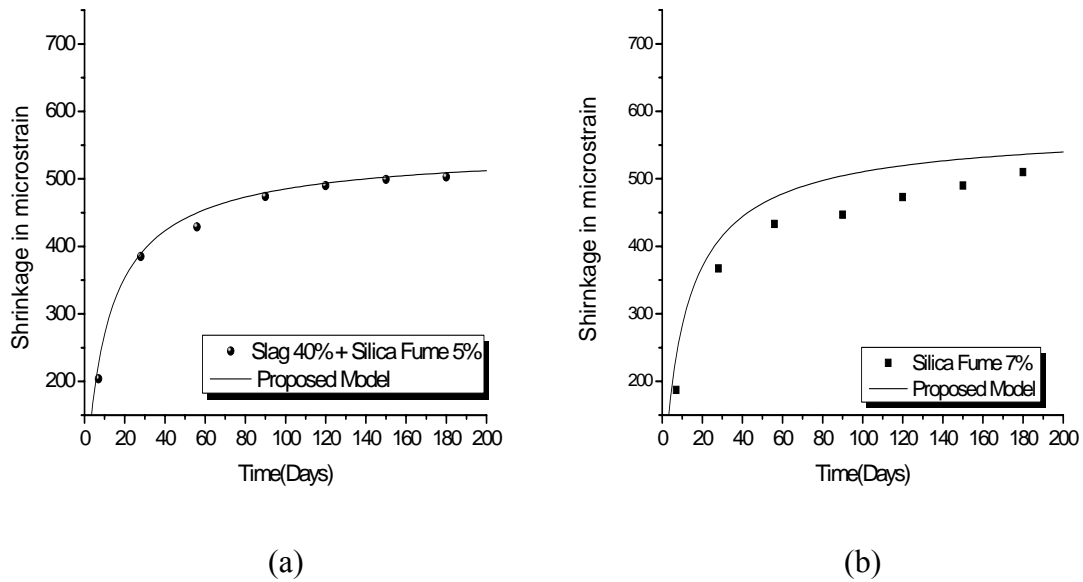 700
600
500
400
300
200
Shrinkage in microstrain
Slag 40% + Silica Fume 5%
Proposed Model
0 20 40 60 80 100 120 140 160 180 200
Time(Days)
(a)
700
600
500
400
300
200
Shirnkage in microstrain
Silica Fume 7%
Proposed Model
0 20 40 60 80 100 120 140 160 180 200
Time(Days)
(b)